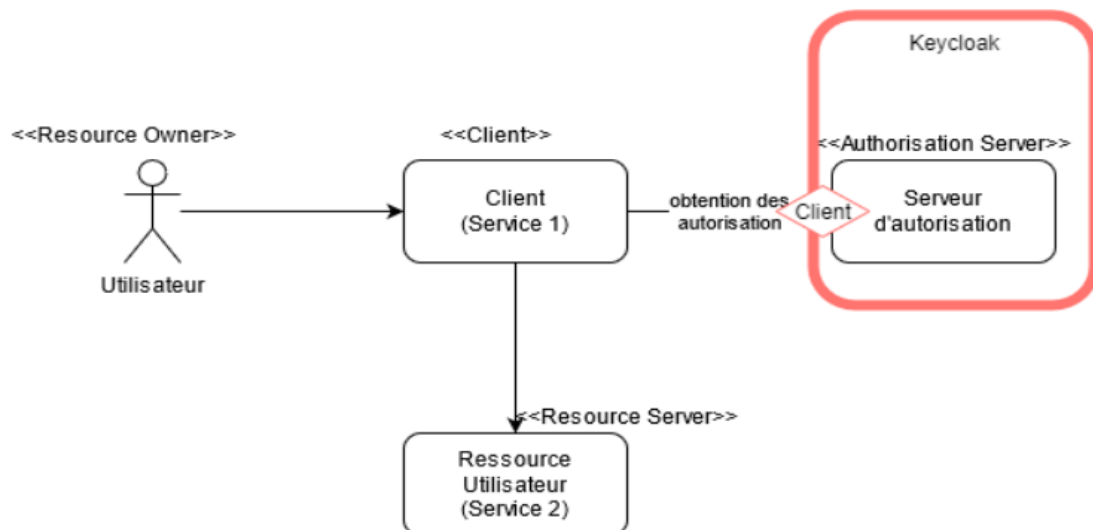 Keycloak
<<Resource Owner>>
<<Client>>
<<Authorisation Server>>
Client
(Service 1)
obtention des
autorisation
Client
Serveur
d'autorisation
Utilisateur
<<Resource Server>>
Ressource
Utilisateur
(Service 2)